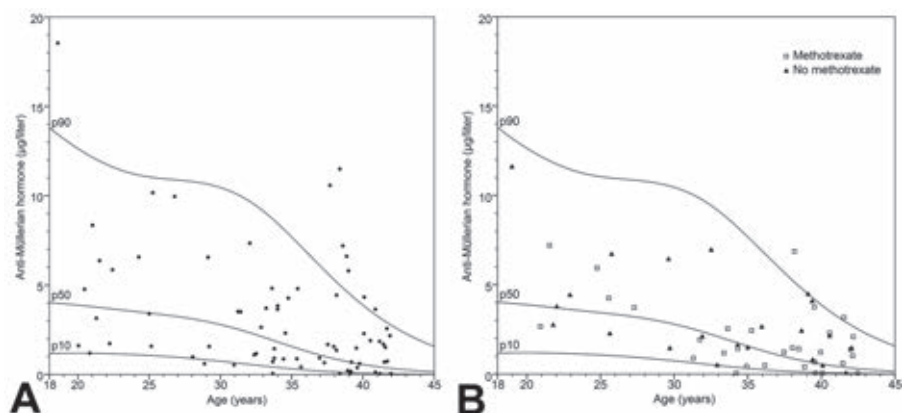 20
15
10
5
0
p90
p50
p10
18 20 25 30 35 40 45
Age (years)
Anti-Müllerian hormone (µg/liter)
A
20
15
10
5
0
p90
p50
p10
18 20 25 30 35 40 45
Age (years)
Anti-Müllerian hormone (µg/liter)
Methotrexate
No methotrexate
B